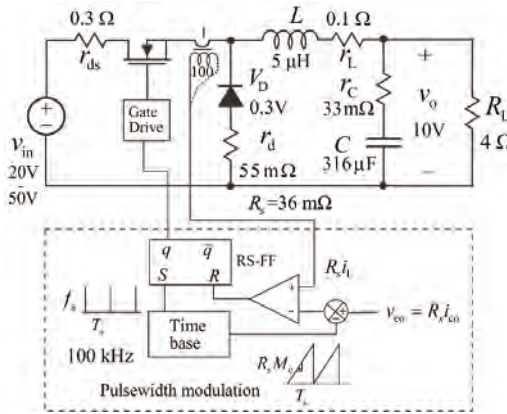 0.3 Ω
r_ds
1
100
L
5 μH
0.1 Ω
r_L
V_D
0.3V
r_d
55 mΩ
r_C
33mΩ
C
316μF
+
v_o
10V
−
R_L
4 Ω
+
−
v_in
20V
-
50V
Gate
Drive
R_s = 36 mΩ
q q̅
S R
RS-FF
+
-
R_s i_L
f_s
T_s
100 kHz
Time
base
v_co = R_s i_co
R_s M_c
T_s
Pulsewidth modulation